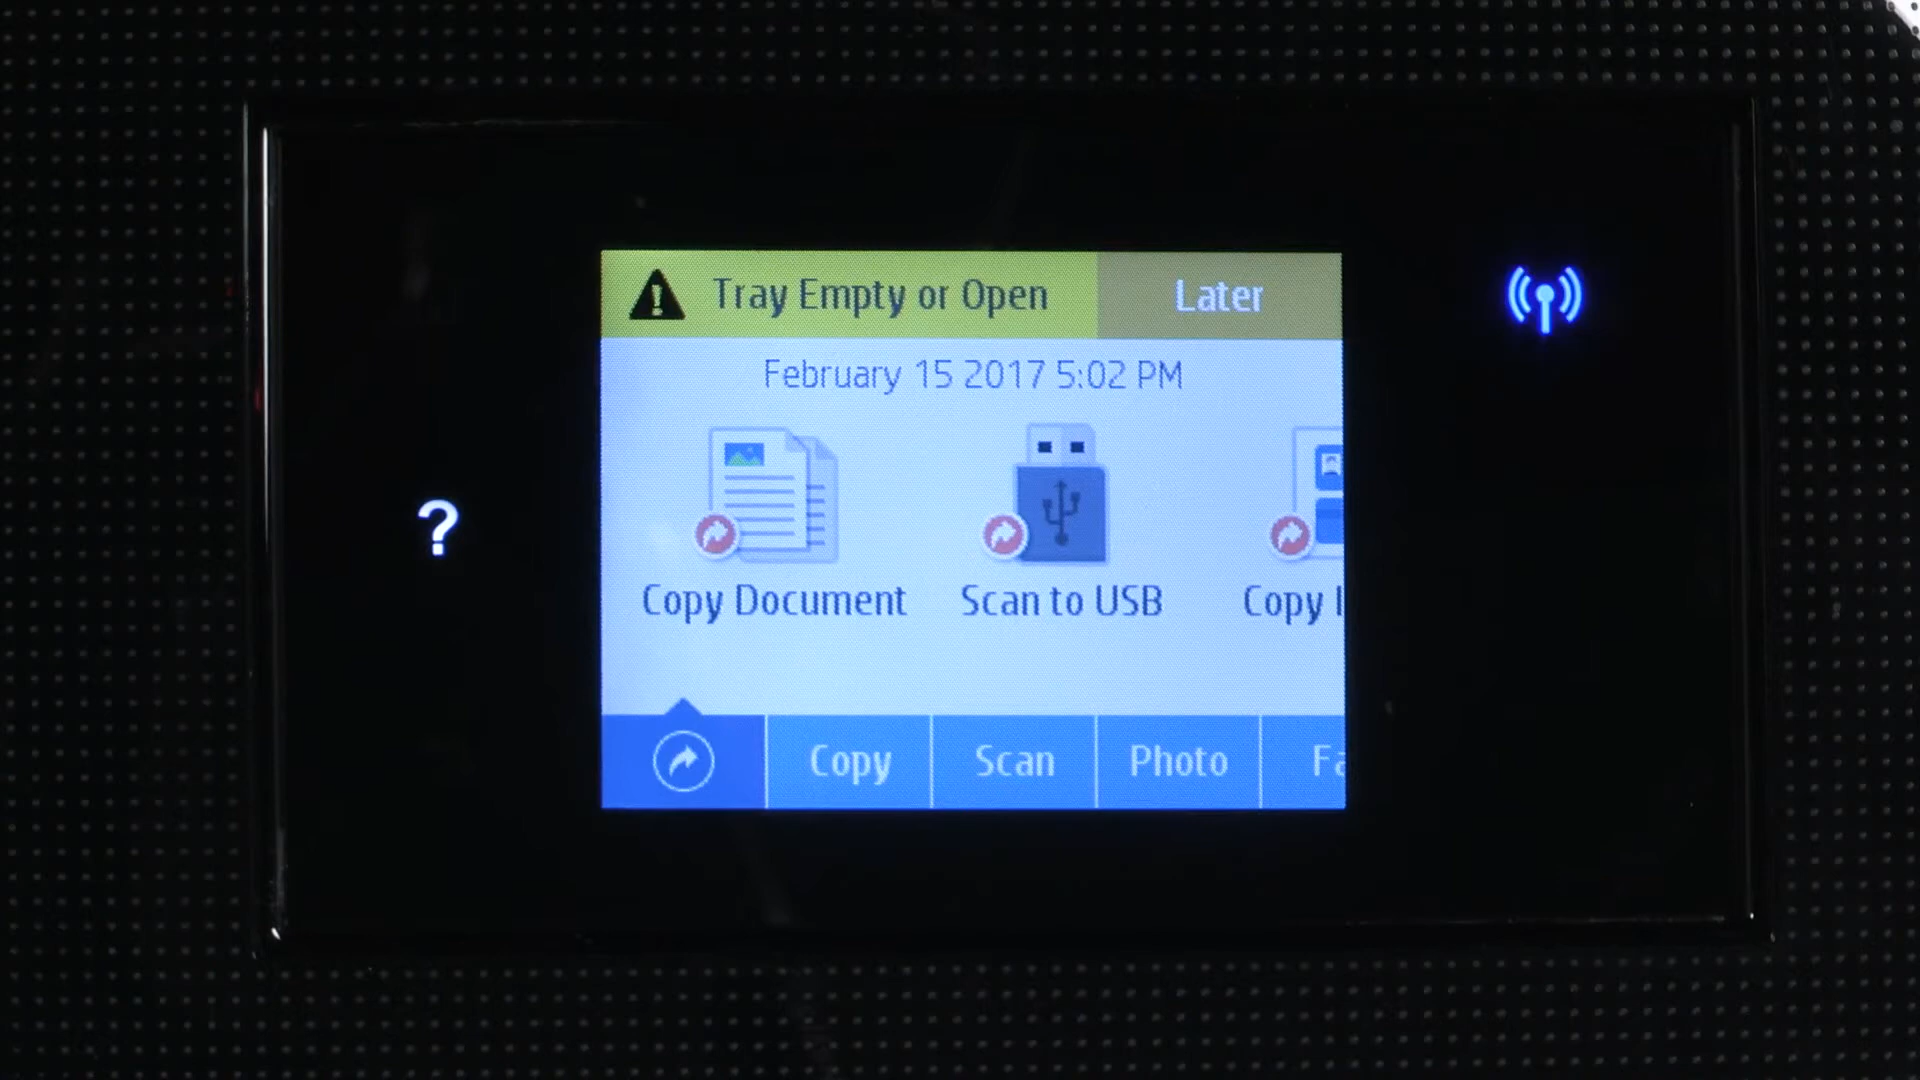 Tray Empty or Open Later
February 15 2017 5:02 PM
?
Copy Document Scan to USB Copy
Copy Scan Photo